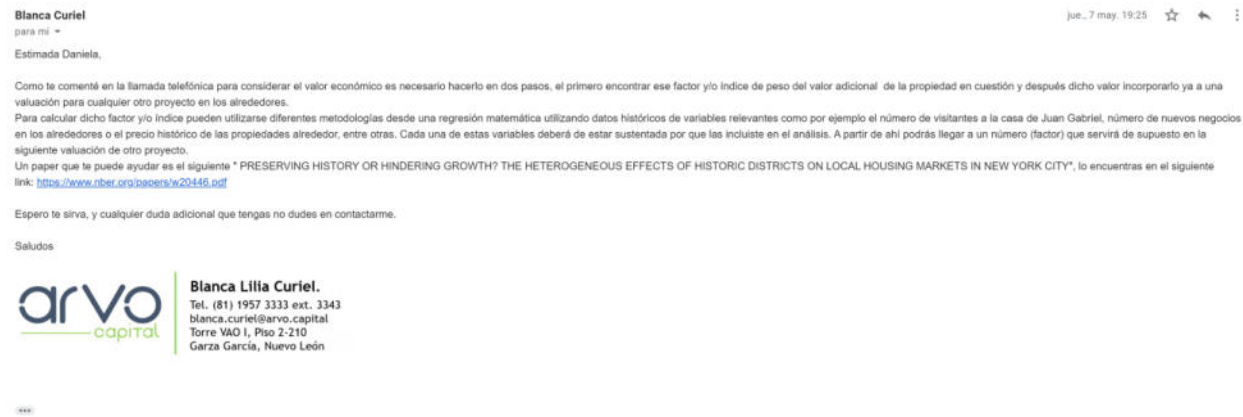 Blanca Curiel
jue., 7 may. 19:25
para mí
Estimada Daniela,
Como te comenté en la llamada telefónica para considerar el valor económico es necesario hacerlo en dos pasos, el primero encontrar ese factor y/o índice de peso del valor adicional de la propiedad en cuestión y después dicho valor incorporarlo ya a una
valuación para cualquier otro proyecto en los alrededores.
Para calcular dicho factor y/o índice pueden utilizarse diferentes metodologías desde una regresión matemática utilizando datos históricos de variables relevantes como por ejemplo el número de visitantes a la casa de Juan Gabriel, número de nuevos negocios
en los alrededores o el precio histórico de las propiedades alrededor, entre otras. Cada una de estas variables deberá de estar sustentada por que las incluiste en el análisis. A partir de ahí podrás llegar a un número (factor) que servirá de supuesto en la
siguiente valuación de otro proyecto.
Un paper que te puede ayudar es el siguiente " PRESERVING HISTORY OR HINDERING GROWTH? THE HETEROGENEOUS EFFECTS OF HISTORIC DISTRICTS ON LOCAL HOUSING MARKETS IN NEW YORK CITY", lo encuentras en el siguiente
link: https://www.nber.org/papers/w20446.pdf
Espero te sirva, y cualquier duda adicional que tengas no dudes en contactarme.
Saludos
arvo
capital
Blanca Lilia Curiel.
Tel. (81) 1957 3333 ext. 3343
blanca.curiel@arvo.capital
Torre VAO I, Piso 2-210
Garza García, Nuevo León